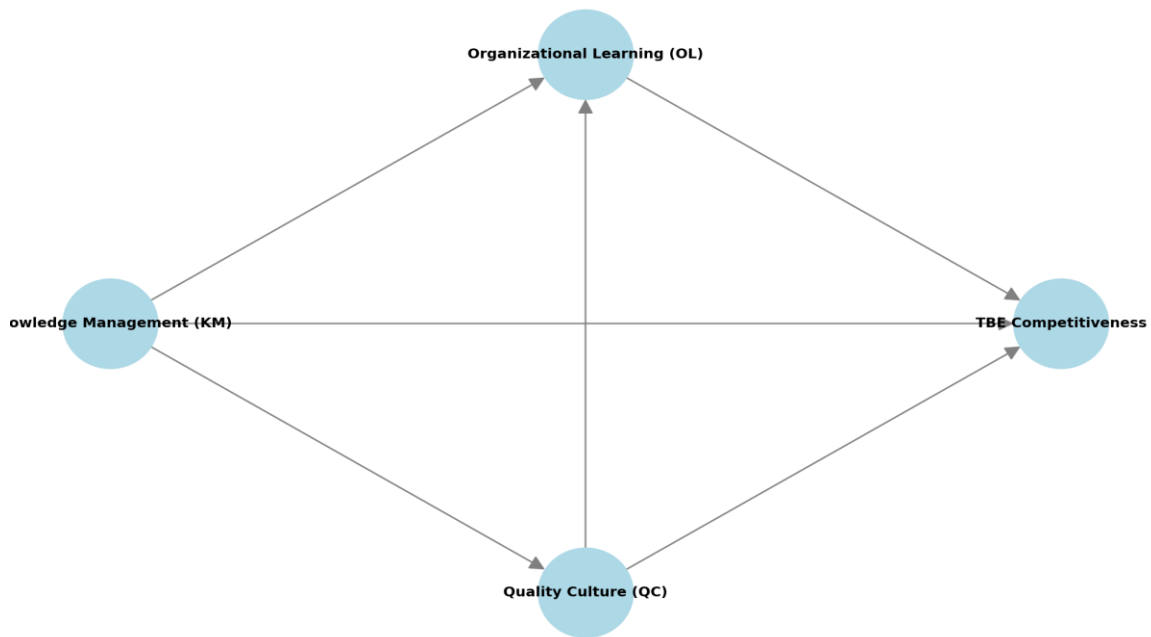 Organizational Learning (OL)
owledge Management (KM)
TBE Competitiveness
Quality Culture (QC)